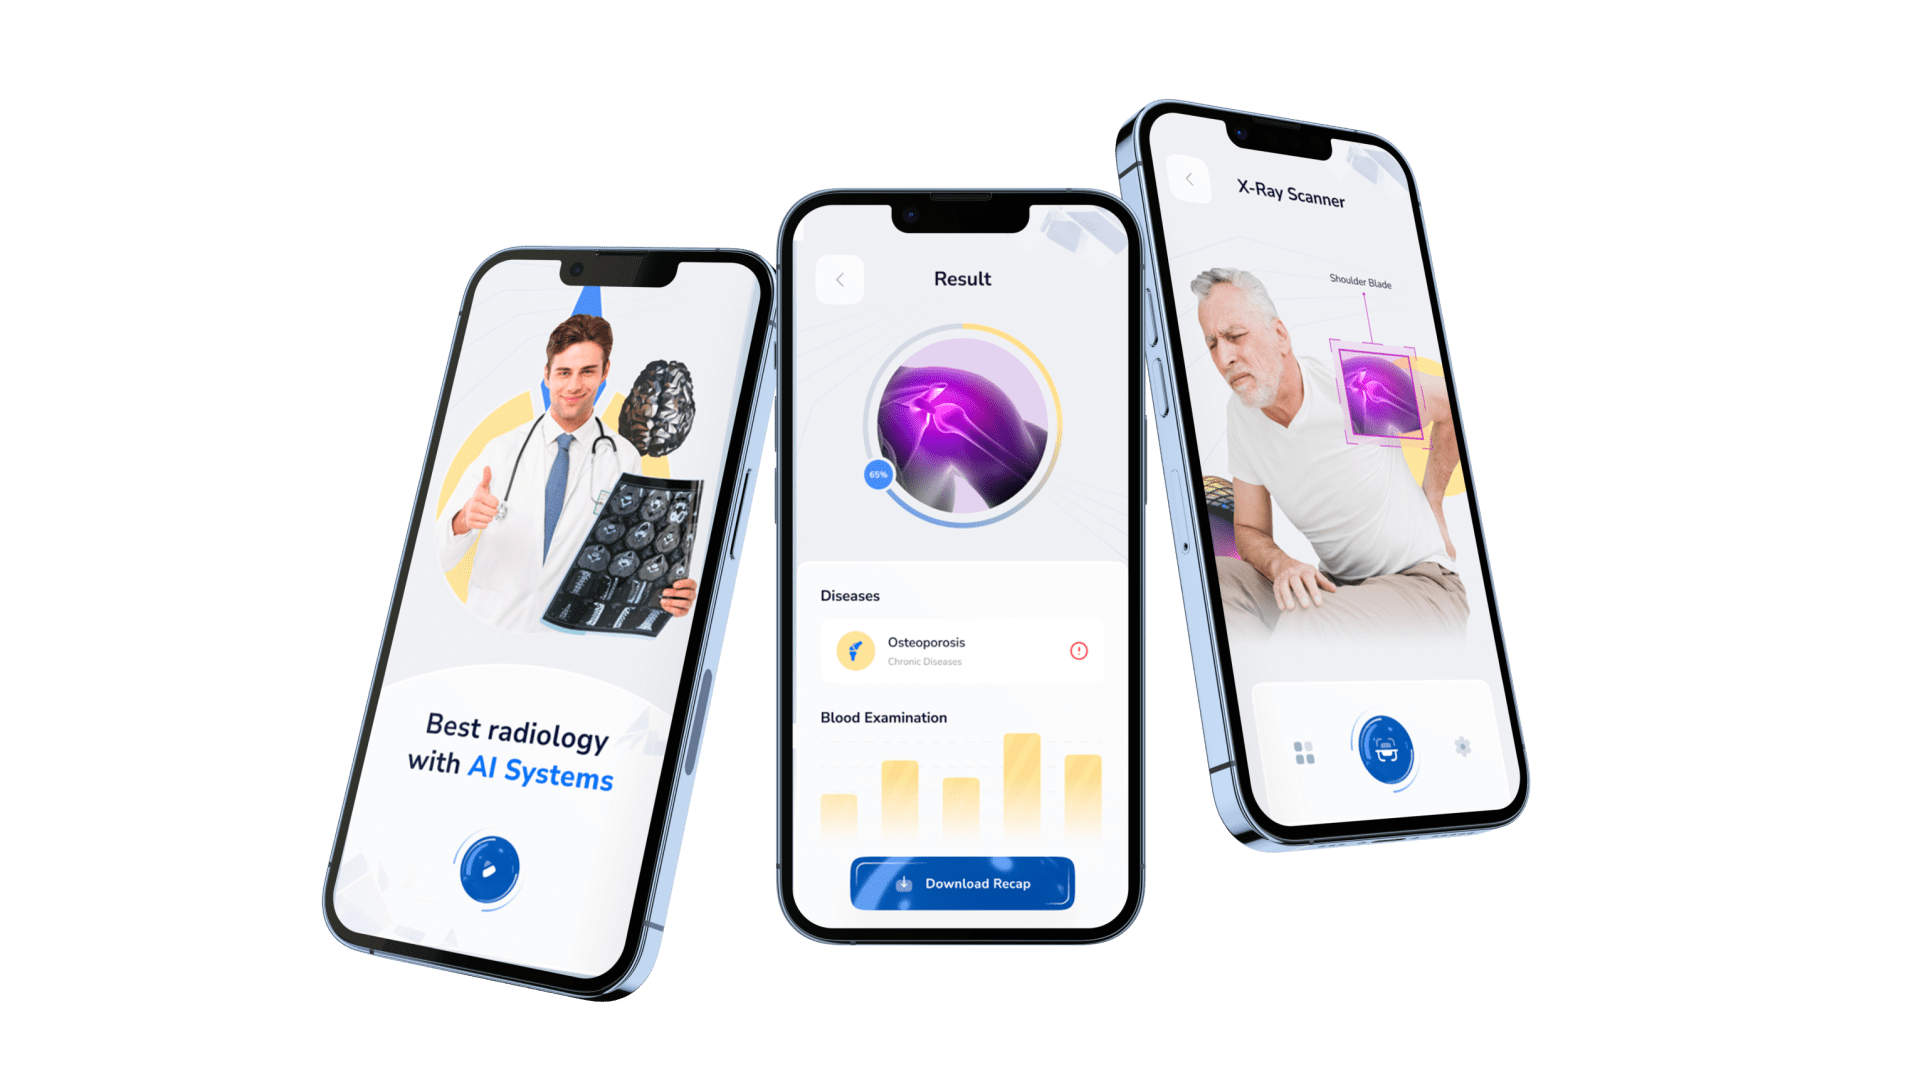 Best radiology
with AI Systems
Result
65%
Diseases
Osteoporosis
Chronic Diseases
Blood Examination
Download Recap
X-Ray Scanner
Shoulder Blade